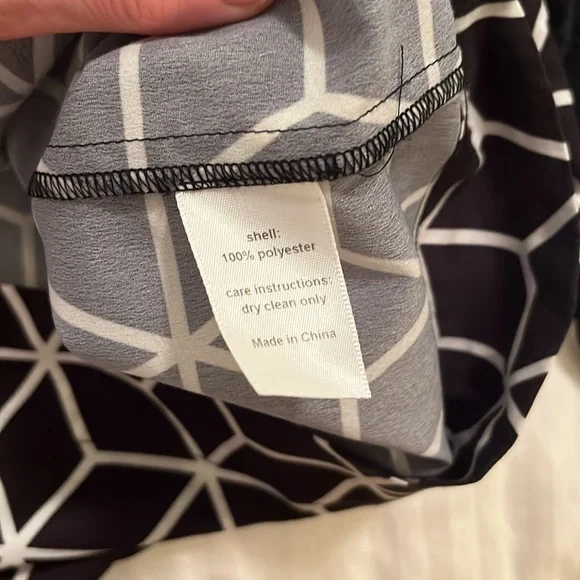 shell:
100% polyester
care instructions:
dry clean only
Made in China